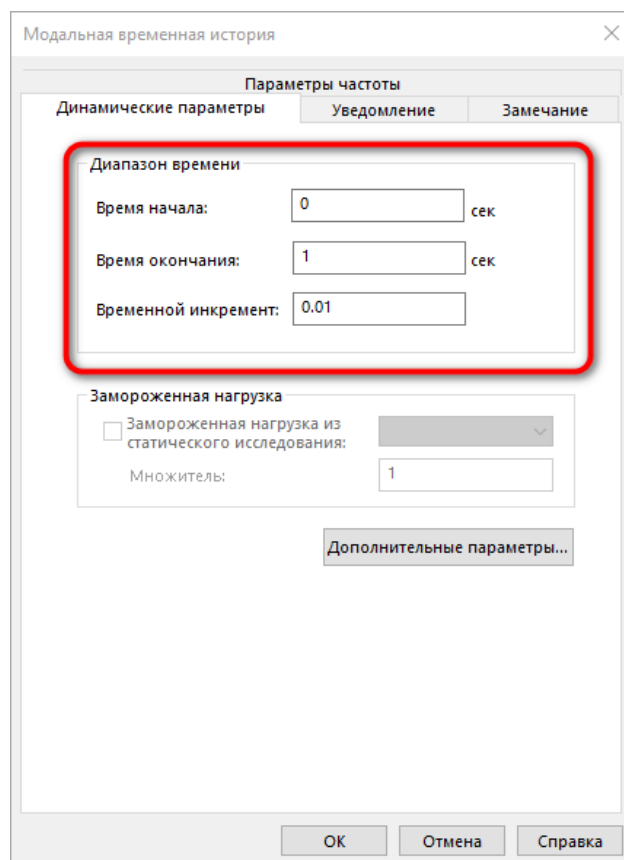 Модальная временная история
Параметры частоты
Динамические параметры
Уведомление
Замечание
Диапазон времени
Время начала:
0
сек
Время окончания:
1
сек
Временной инкремент:
0.01
Замороженная нагрузка
Замороженная нагрузка из
статического исследования:
Множитель:
1
Дополнительные параметры...
ОК
Отмена
Справка